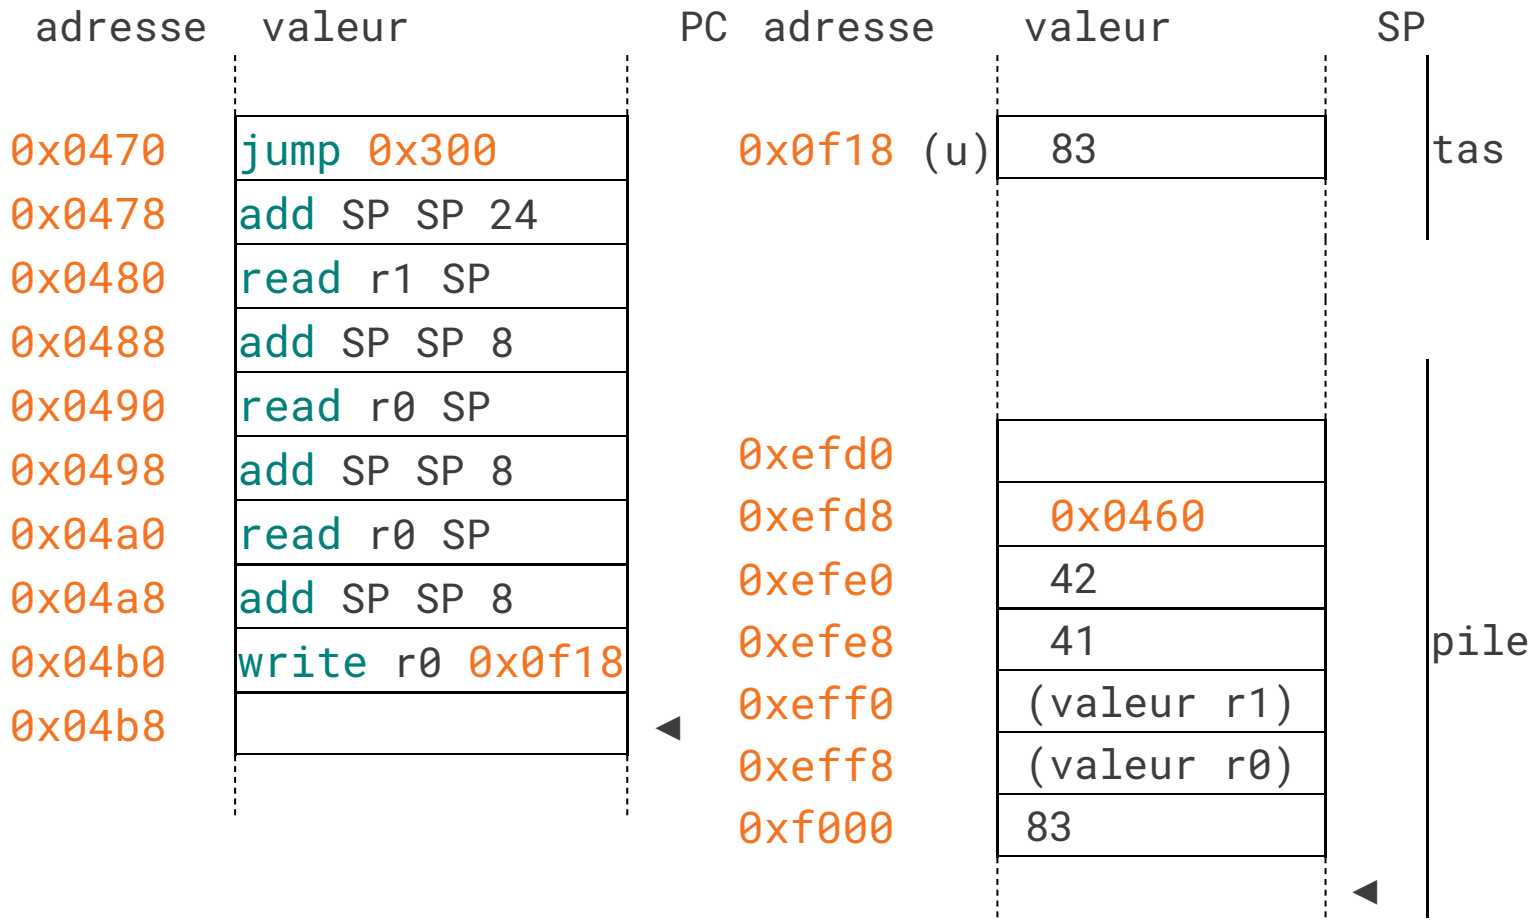 adresse valeur PC adresse valeur SP
0x0470 jump 0x300 0x0f18 (u) 83 tas
0x0478 add SP SP 24
0x0480 read r1 SP
0x0488 add SP SP 8
0x0490 read r0 SP
0xefd0
0x0498 add SP SP 8
0xefd8 0x0460
0x04a0 read r0 SP
0xefe0 42
0x04a8 add SP SP 8
0xefe8 41 pile
0x04b0 write r0 0x0f18
0xeff0 (valeur r1)
0x04b8 ◄
0xeff8 (valeur r0)
0xf000 83
◄